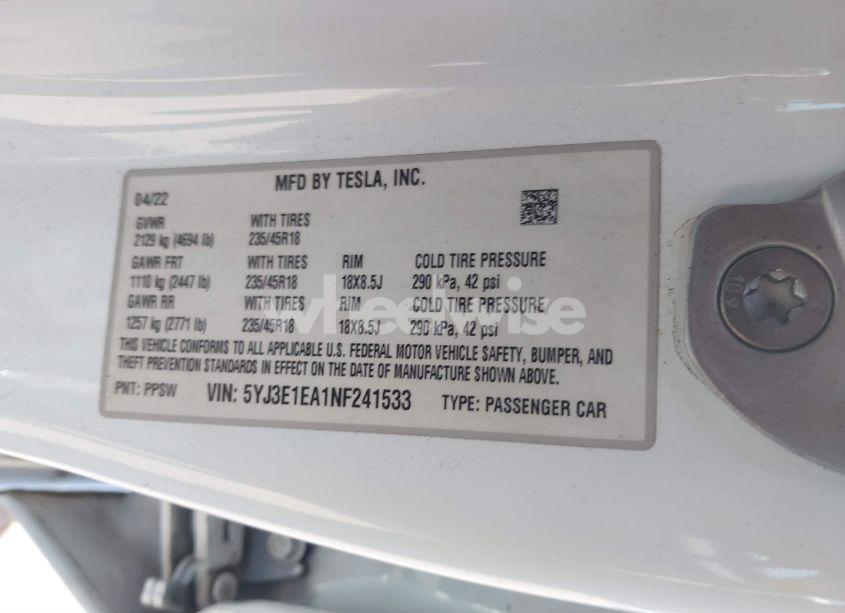 MFD BY TESLA, INC.
04/22
GVWR WITH TIRES
2129 kg (4694 lb) 235/45R18
GAWR FRT WITH TIRES RIM COLD TIRE PRESSURE
1110 kg (2447 lb) 235/45R18 18X8.5J 290 kPa, 42 psi
GAWR RR WITH TIRES RIM COLD TIRE PRESSURE
1257 kg (2771 lb) 235/45R18 18X8.5J 290 kPa, 42 psi
THIS VEHICLE CONFORMS TO ALL APPLICABLE U.S. FEDERAL MOTOR VEHICLE SAFETY, BUMPER, AND
THEFT PREVENTION STANDARDS IN EFFECT ON THE DATE OF MANUFACTURE SHOWN ABOVE.
PNT: PPSW VIN: 5YJ3E1EA1NF241533 TYPE: PASSENGER CAR
wheelwise
10.9